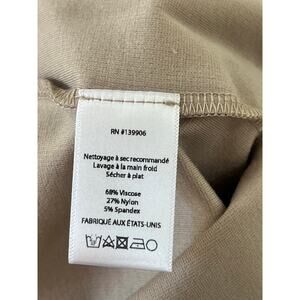 RN #139906
Nettoyage à sec recommandé
Lavage à la main froid
Sécher à plat
68% Viscose
27% Nylon
5% Spandex
FABRIQUÉ AUX ÉTATS-UNIS